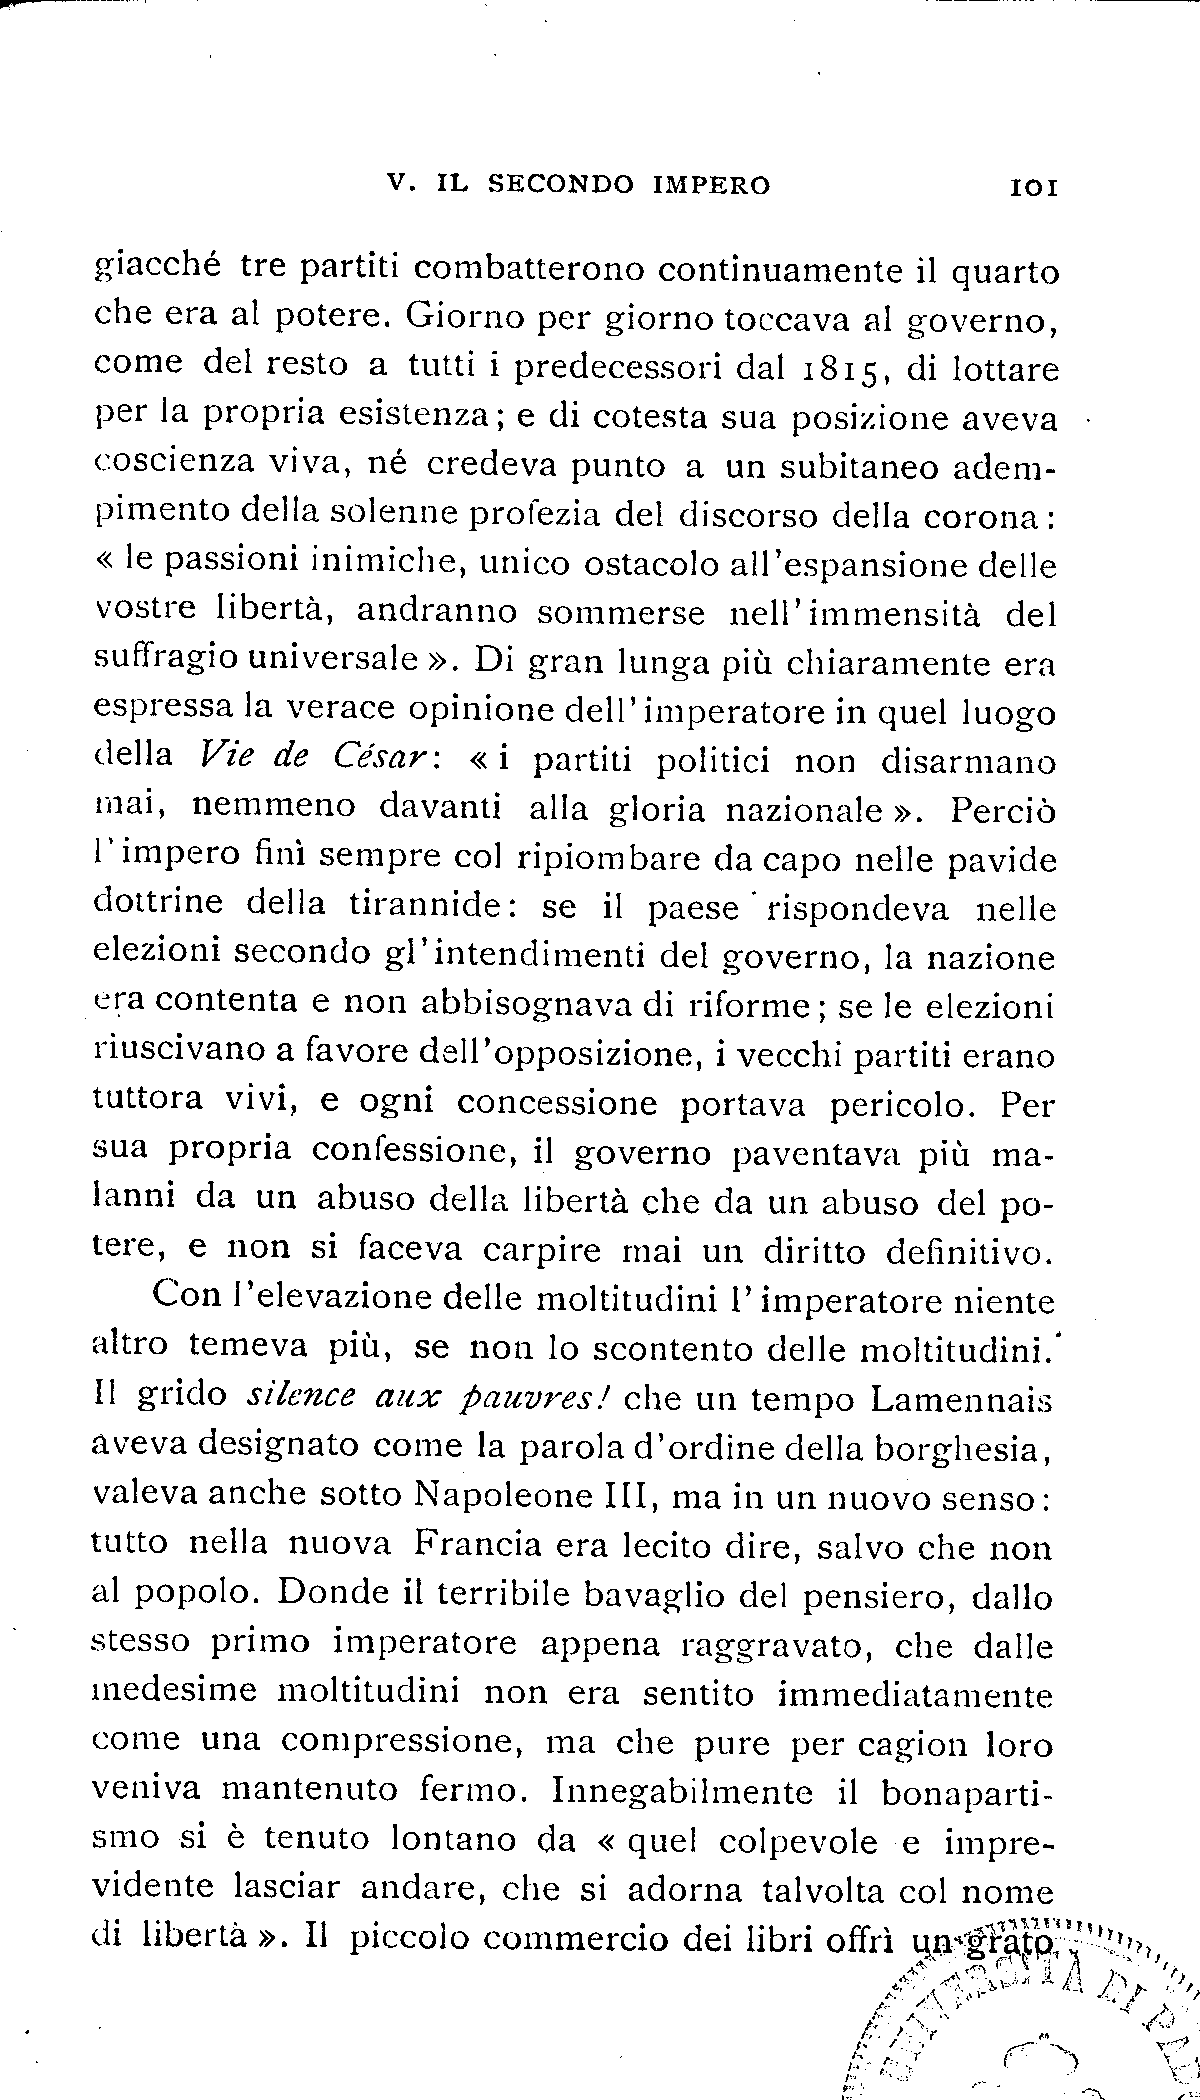 V. IL SECONDO IMPERO 101
giacché tre partiti combatterono continuamente il quarto
che era al potere. Giorno per giorno toccava al governo,
come del resto a tutti i predecessori dal 1815, di lottare
per la propria esistenza; e di cotesta sua posizione aveva
coscienza viva, né credeva punto a un subitaneo adem-
pimento della solenne profezia del discorso della corona:
« le passioni inimiche, unico ostacolo all'espansione delle
vostre libertà, andranno sommerse nell'immensità del
suffragio universale ». Di gran lunga più chiaramente era
espressa la verace opinione dell'imperatore in quel luogo
della Vie de César: « i partiti politici non disarmano
mai, nemmeno davanti alla gloria nazionale ». Perciò
l'impero finì sempre col ripiombare da capo nelle pavide
dottrine della tirannide: se il paese rispondeva nelle
elezioni secondo gl'intendimenti del governo, la nazione
era contenta e non abbisognava di riforme; se le elezioni
riuscivano a favore dell'opposizione, i vecchi partiti erano
tuttora vivi, e ogni concessione portava pericolo. Per
sua propria confessione, il governo paventava più ma-
lanni da un abuso della libertà che da un abuso del po-
tere, e non si faceva carpire mai un diritto definitivo.
Con l'elevazione delle moltitudini l'imperatore niente
altro temeva più, se non lo scontento delle moltitudini.
Il grido silence aux pauvres! che un tempo Lamennais
aveva designato come la parola d'ordine della borghesia,
valeva anche sotto Napoleone III, ma in un nuovo senso:
tutto nella nuova Francia era lecito dire, salvo che non
al popolo. Donde il terribile bavaglio del pensiero, dallo
stesso primo imperatore appena raggravato, che dalle
medesime moltitudini non era sentito immediatamente
come una compressione, ma che pure per cagion loro
veniva mantenuto fermo. Innegabilmente il bonaparti-
smo si è tenuto lontano da « quel colpevole e impre-
vidente lasciar andare, che si adorna talvolta col nome
di libertà ». Il piccolo commercio dei libri offrì un grato
UNIVERSITÀ DI PAD